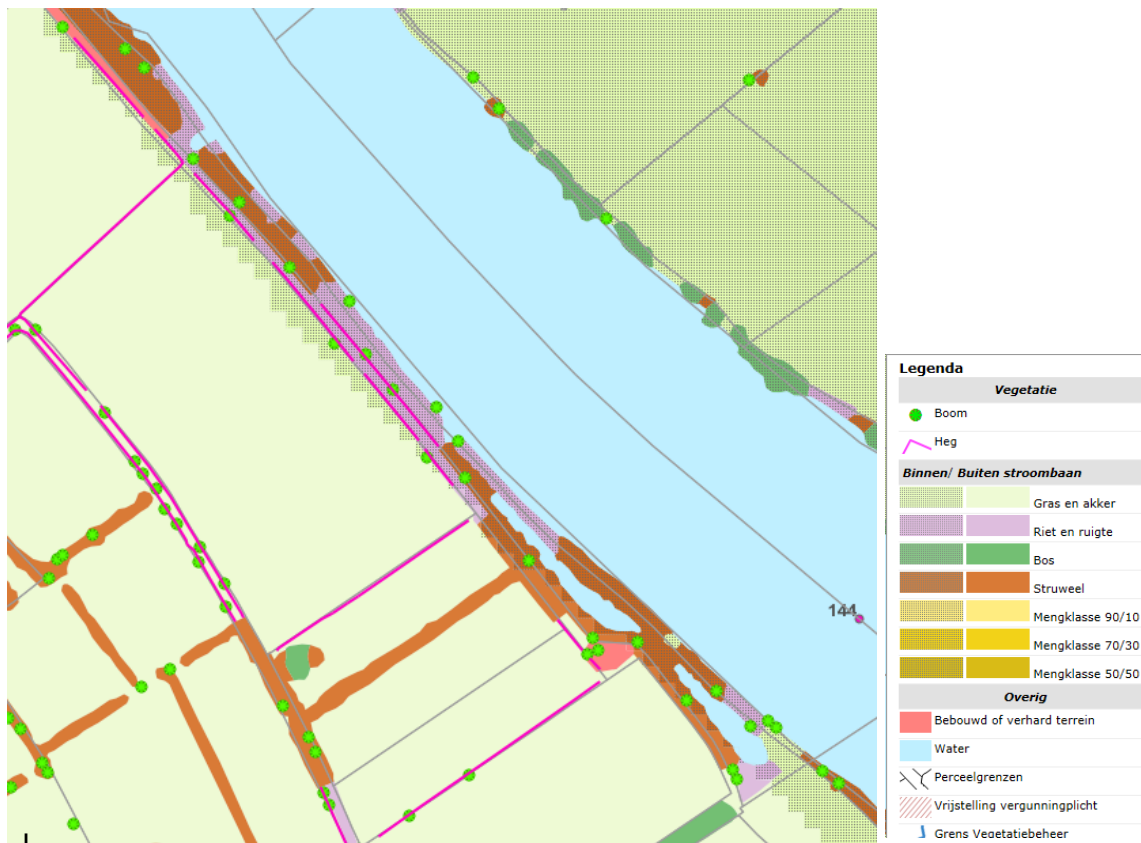 144
Legenda
Vegetatie
Boom
Heg
Binnen/ Buiten stroombaan
Gras en akker
Riet en ruigte
Bos
Struweel
Mengklasse 90/10
Mengklasse 70/30
Mengklasse 50/50
Overig
Bebouwd of verhard terrein
Water
Perceelgrenzen
Vrijstelling vergunningplicht
Grens Vegetatiebeheer